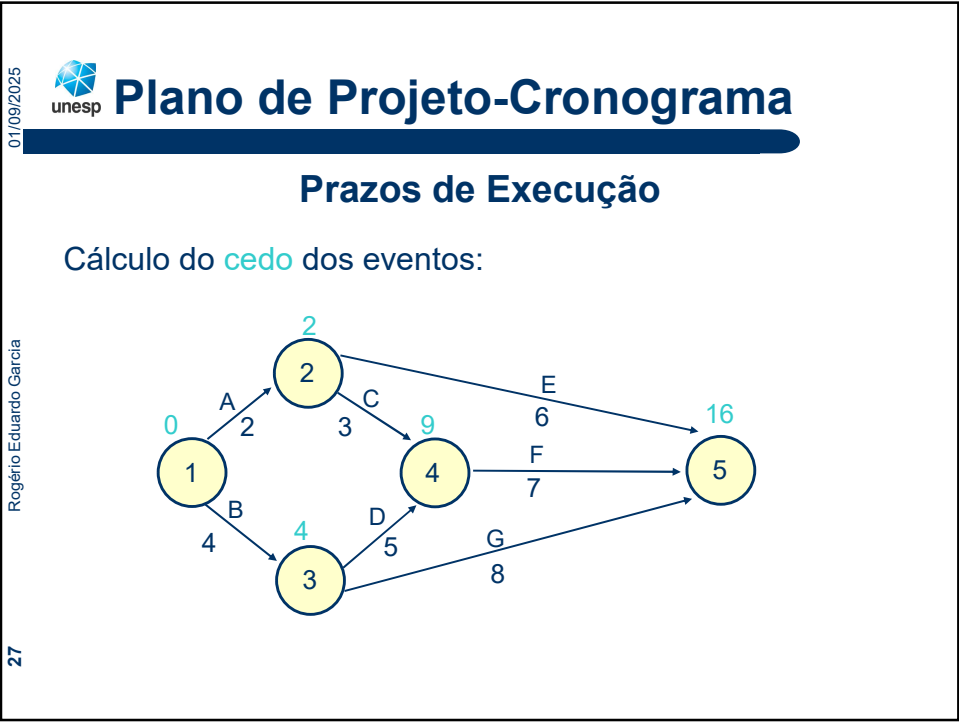 01/09/2025
unesp
Plano de Projeto-Cronograma
Prazos de Execução
Cálculo do cedo dos eventos:
2
2
A
2
C
3
E
6
0
1
9
4
F
7
16
5
B
4
4
3
D
5
G
8
Rogério Eduardo Garcia
27